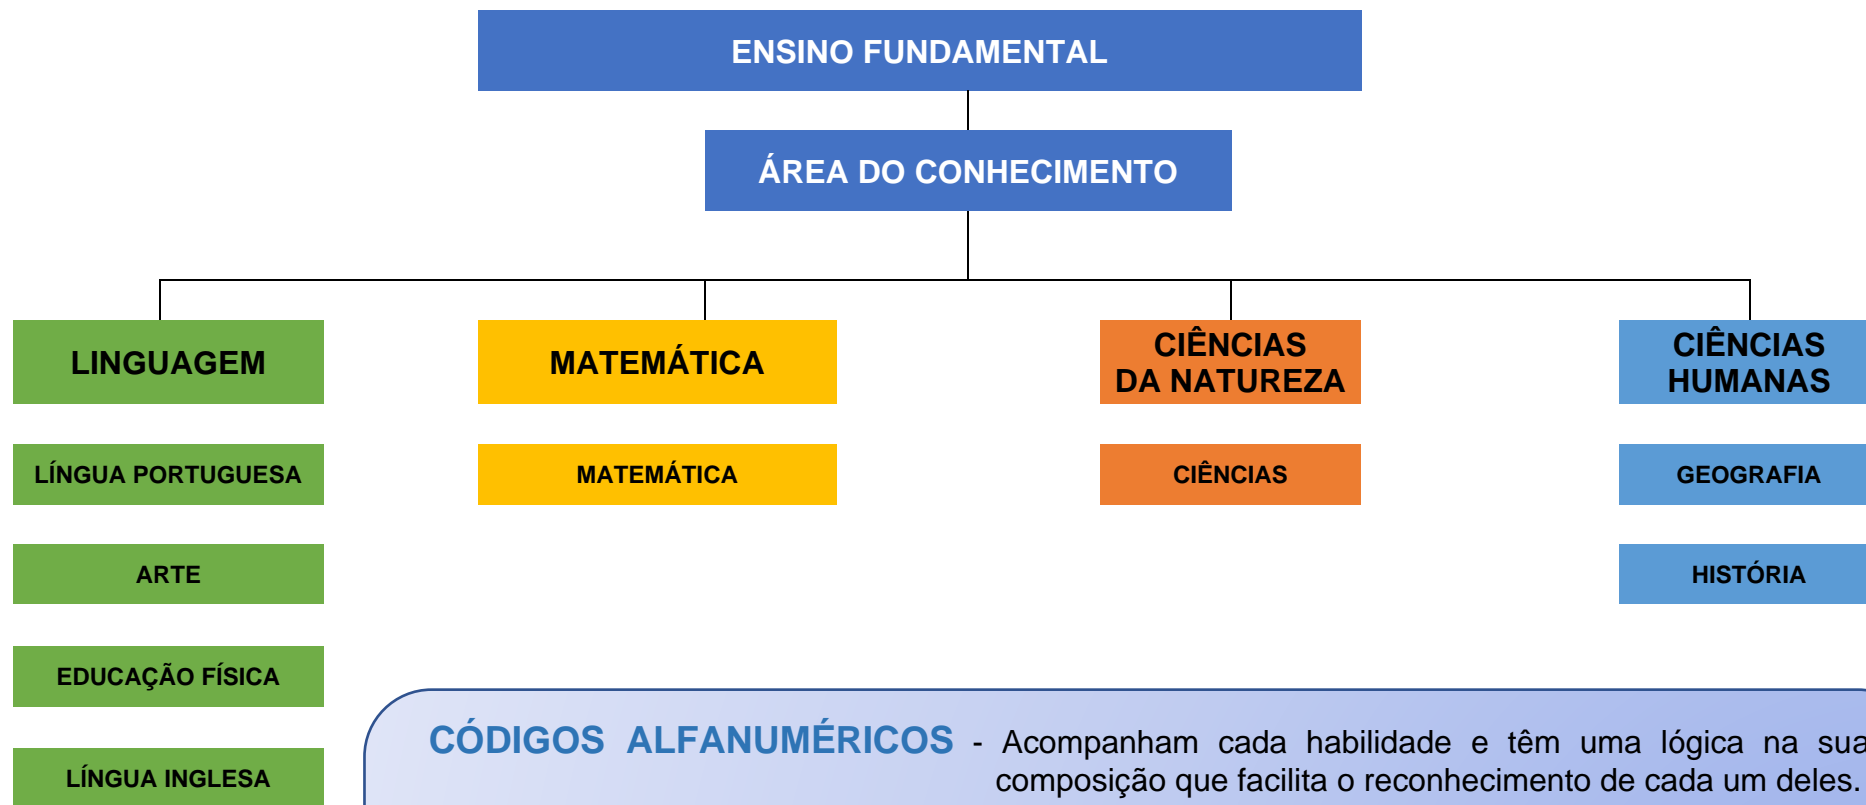 ENSINO FUNDAMENTAL
ÁREA DO CONHECIMENTO
LINGUAGEM
MATEMÁTICA
CIÊNCIAS
DA NATUREZA
CIÊNCIAS
HUMANAS
LÍNGUA PORTUGUESA
MATEMÁTICA
CIÊNCIAS
GEOGRAFIA
ARTE
HISTÓRIA
EDUCAÇÃO FÍSICA
LÍNGUA INGLESA
CÓDIGOS ALFANUMÉRICOS - Acompanham cada habilidade e têm uma lógica na sua
composição que facilita o reconhecimento de cada um deles.